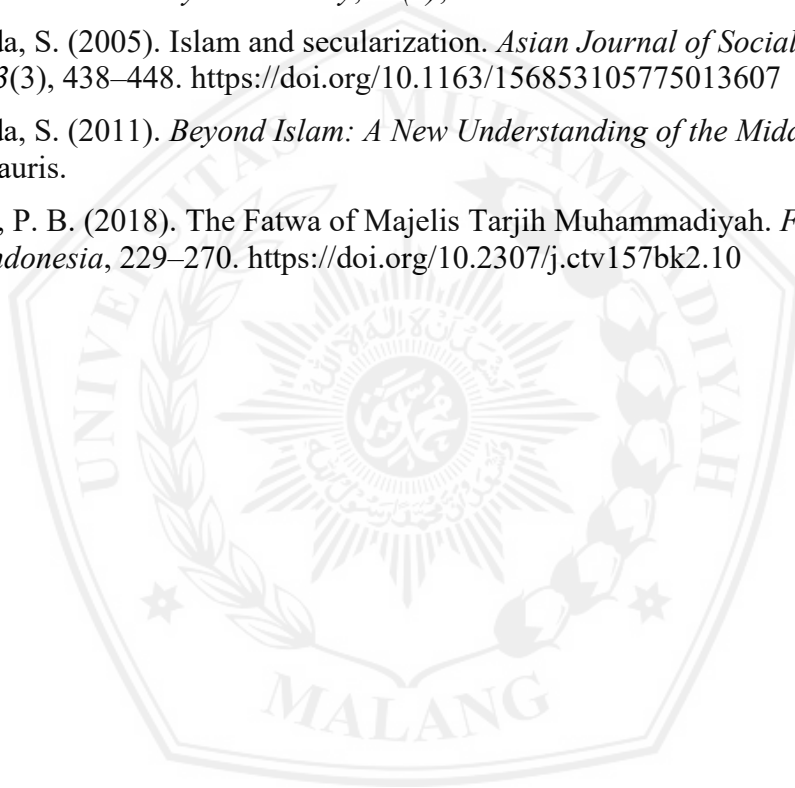 da, S. (2005). Islam and secularization. Asian Journal of Social
3(3), 438–448. https://doi.org/10.1163/156853105775013607
da, S. (2011). Beyond Islam: A New Understanding of the Midd
auris.
, P. B. (2018). The Fatwa of Majelis Tarjih Muhammadiyah. F
ndonesia, 229–270. https://doi.org/10.2307/j.ctv157bk2.10
UNIVERSITAS MUHAMMADIYAH
MALANG